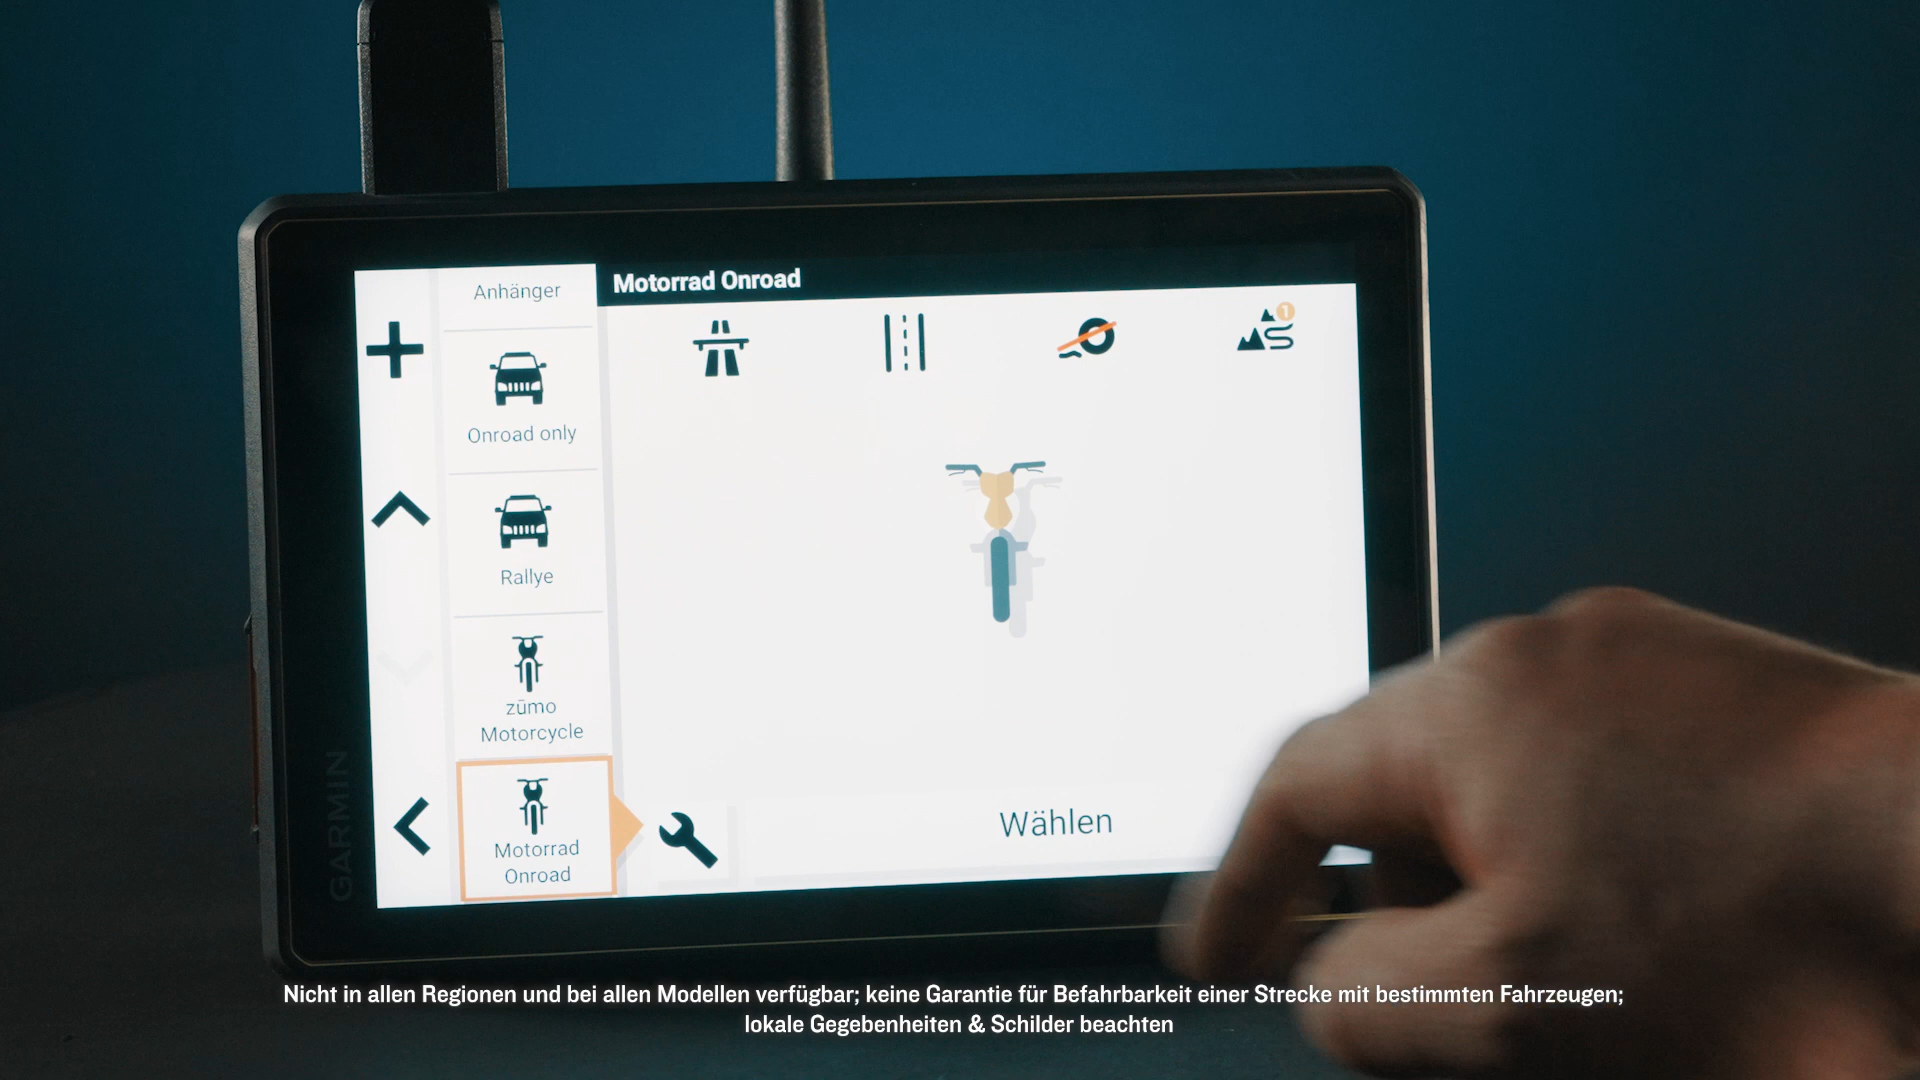 Anhänger
Motorrad Onroad
1
Onroad only
Rallye
zūmo
Motorcycle
Motorrad
Onroad
Wählen
GARMIN
Nicht in allen Regionen und bei allen Modellen verfügbar; keine Garantie für Befahrbarkeit einer Strecke mit bestimmten Fahrzeugen;
lokale Gegebenheiten & Schilder beachten